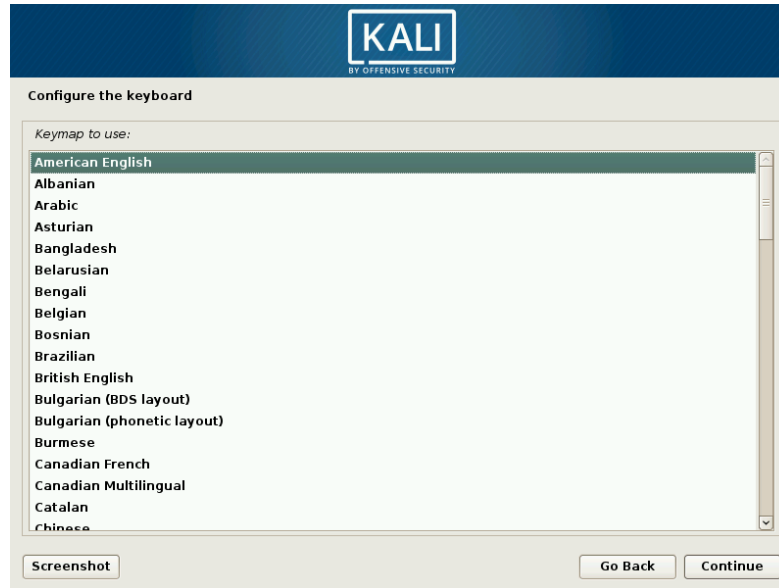 KALI
BY OFFENSIVE SECURITY
Configure the keyboard
Keymap to use:
American English
Albanian
Arabic
Asturian
Bangladesh
Belarusian
Bengali
Belgian
Bosnian
Brazilian
British English
Bulgarian (BDS layout)
Bulgarian (phonetic layout)
Burmese
Canadian French
Canadian Multilingual
Catalan
Chinese
Screenshot Go Back Continue